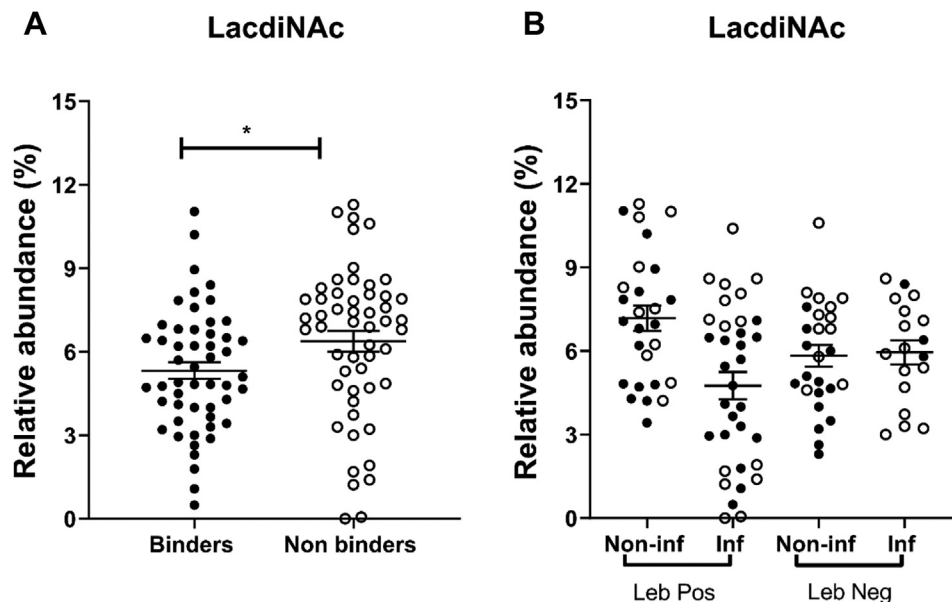 A
LacdiNAc
Relative abundance (%)
15
12
9
6
3
0
*
Binders
Non binders
B
LacdiNAc
Relative abundance (%)
15
12
9
6
3
0
Non-inf
Inf
Non-inf
Inf
Leb Pos
Leb Neg